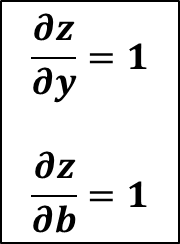 ∂z/∂y = 1
∂z/∂b = 1